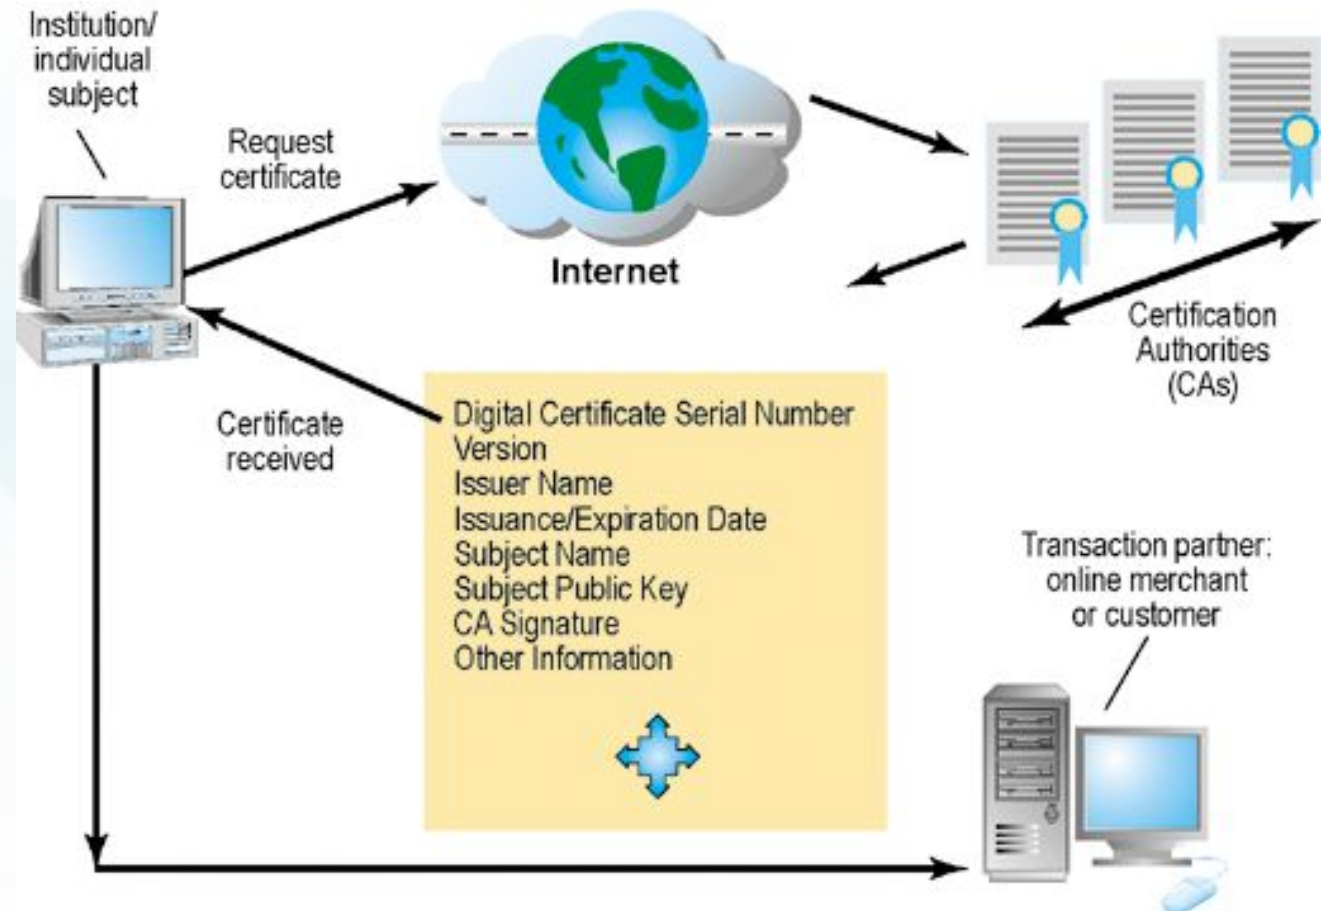 Institution/
individual
subject
Request
certificate
Internet
Certification
Authorities
(CAs)
Certificate
received
Digital Certificate Serial Number
Version
Issuer Name
Issuance/Expiration Date
Subject Name
Subject Public Key
CA Signature
Other Information
Transaction partner:
online merchant
or customer